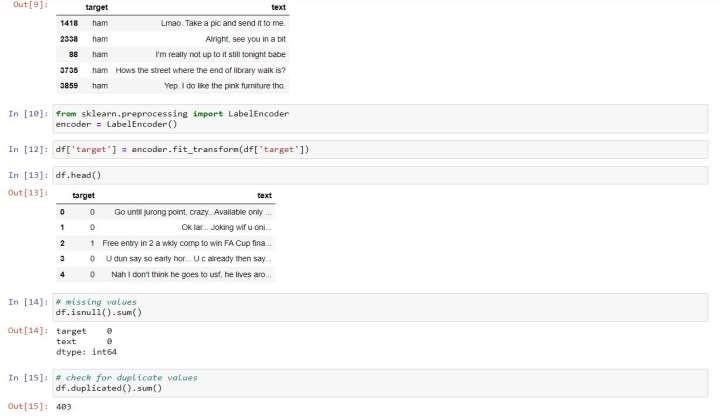 Out[9]:
target text
1418 ham Lmao. Take a pic and send it to me.
2338 ham Alright, see you in a bit
88 ham I'm really not up to it still tonight babe
3735 ham Hows the street where the end of library walk is?
3859 ham Yep. I do like the pink furniture tho.
In [10]: from sklearn.preprocessing import LabelEncoder
encoder = LabelEncoder()
In [12]: df['target'] = encoder.fit_transform(df['target'])
In [13]: df.head()
Out[13]:
target text
0 0 Go until jurong point, crazy.. Available only ...
1 0 Ok lar... Joking wif u oni...
2 1 Free entry in 2 a wkly comp to win FA Cup fina...
3 0 U dun say so early hor... U c already then say...
4 0 Nah I don't think he goes to usf, he lives aro...
In [14]: # missing values
df.isnull().sum()
Out[14]: target 0
text 0
dtype: int64
In [15]: # check for duplicate values
df.duplicated().sum()
Out[15]: 403